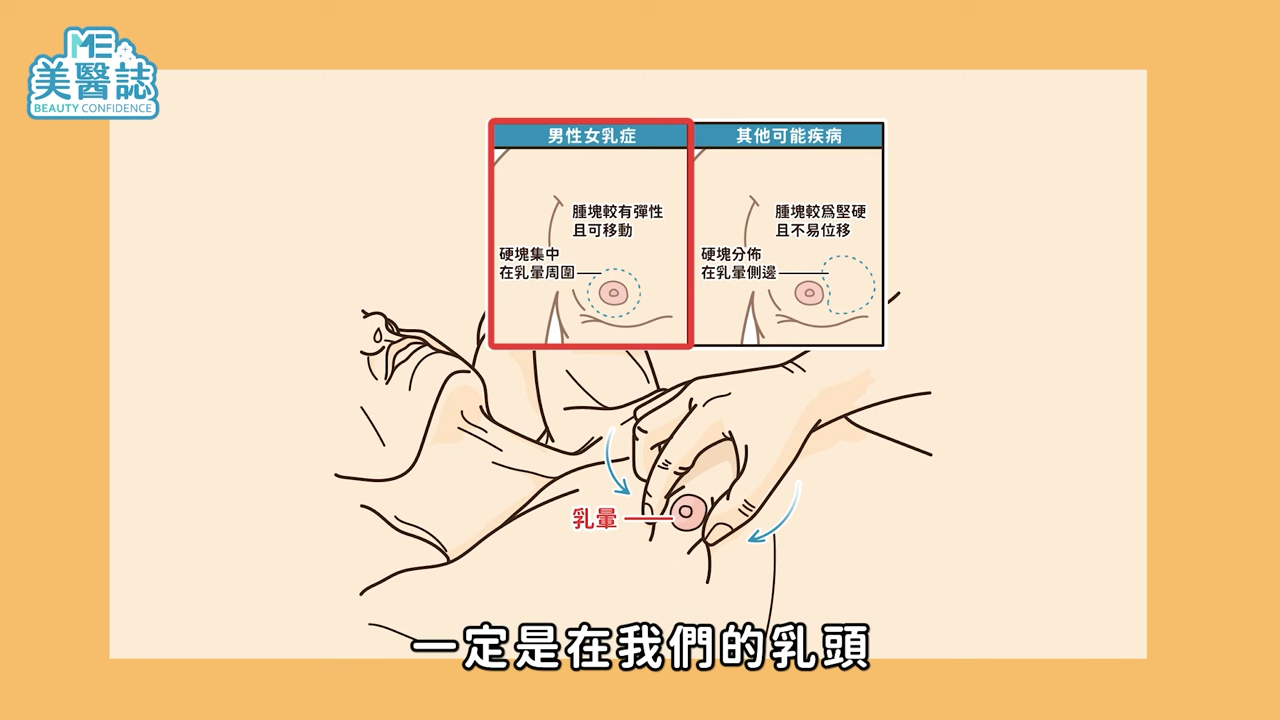 ME
美醫誌
BEAUTY CONFIDENCE
男性女乳症
腫塊較有彈性
且可移動
硬塊集中
在乳暈周圍
其他可能疾病
腫塊較為堅硬
且不易位移
硬塊分佈
在乳暈側邊
乳暈
一定是在我們的乳頭